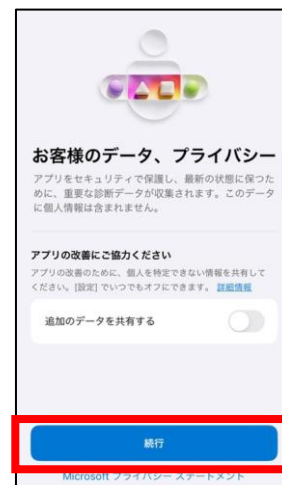 お客様のデータ、プライバシー
アプリをセキュリティで保護し、最新の状態に保つた
めに、重要な診断データが収集されます。このデータ
に個人情報は含まれません。
アプリの改善にご協力ください
アプリの改善のために、個人を特定できない情報を共有して
ください。[設定] でいつでもオフにできます。 詳細情報
追加のデータを共有する
続行
Microsoft プライバシー ステートメント